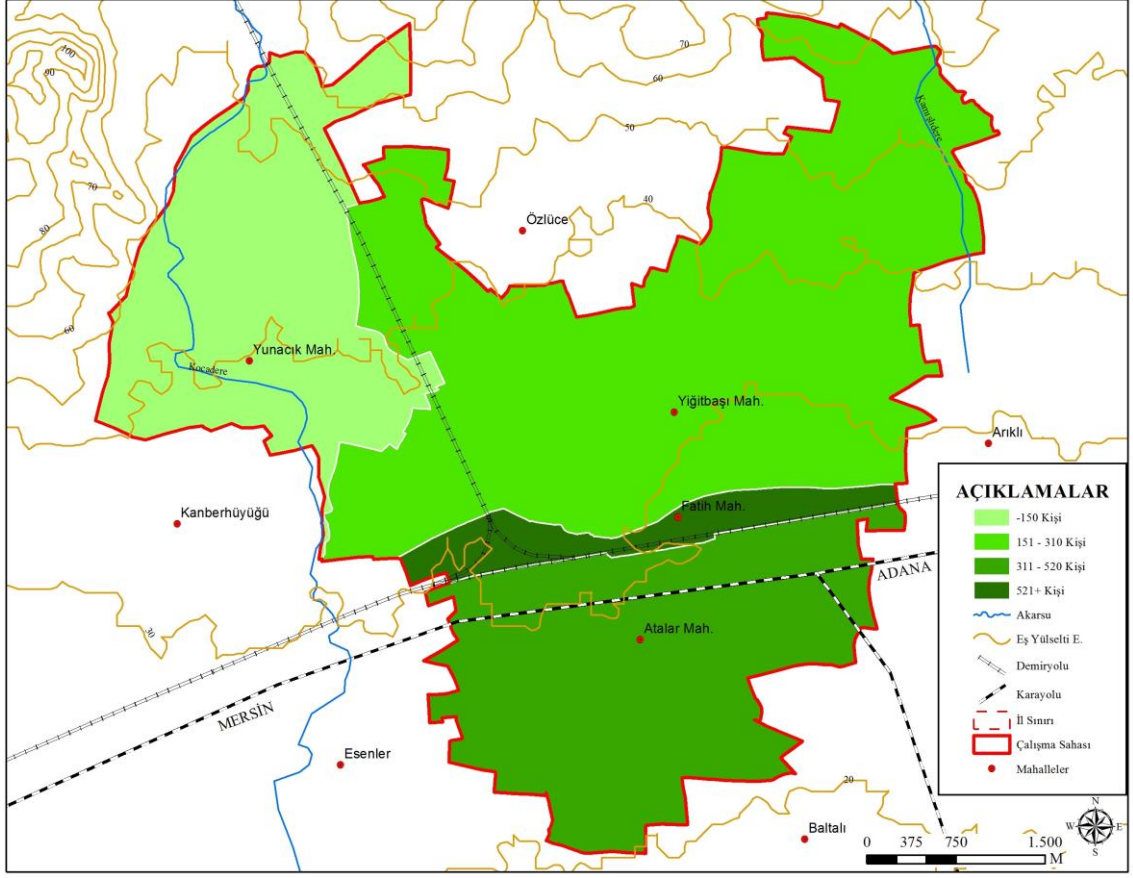 100
90
70
60
50
Kamışlıdere
70
80
40
Özlüce
60
Yunacık Mah.
Kocadere
Yiğitbaşı Mah.
Arıklı
Kanberhüyüğü
Fatih Mah.
ADANA
30
Atalar Mah.
MERSİN
Esenler
20
Baltalı
AÇIKLAMALAR
-150 Kişi
151 - 310 Kişi
311 - 520 Kişi
521+ Kişi
Akarsu
Eş Yülselti E.
Demiryolu
Karayolu
İl Sınırı
Çalışma Sahası
Mahalleler
N
W E
S
0 375 750 1.500
M